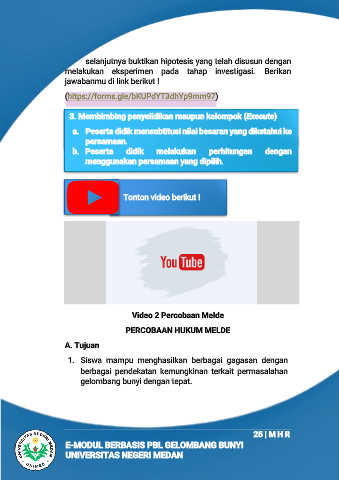 selanjutnya buktikan hipotesis yang telah disusun dengan
melakukan eksperimen pada tahap investigasi. Berikan
jawabanmu di link berikut !
(https://forms.gle/bKUPdYT3dhYp9mm97)
3. Membimbing penyelidikan maupun kelompok (Execute)
a. Peserta didik mensubtitusi nilai besaran yang diketahui ke
persamaan.
b. Peserta didik melakukan perhitungan dengan
menggunakan persamaan yang dipilih.
Tonton video berikut !
YouTube
Video 2 Percobaan Melde
PERCOBAAN HUKUM MELDE
A. Tujuan
1. Siswa mampu menghasilkan berbagai gagasan dengan
berbagai pendekatan kemungkinan terkait permasalahan
gelombang bunyi dengan tepat.
25 | M H R
E-MODUL BERBASIS PBL GELOMBANG BUNYI
UNIVERSITAS NEGERI MEDAN